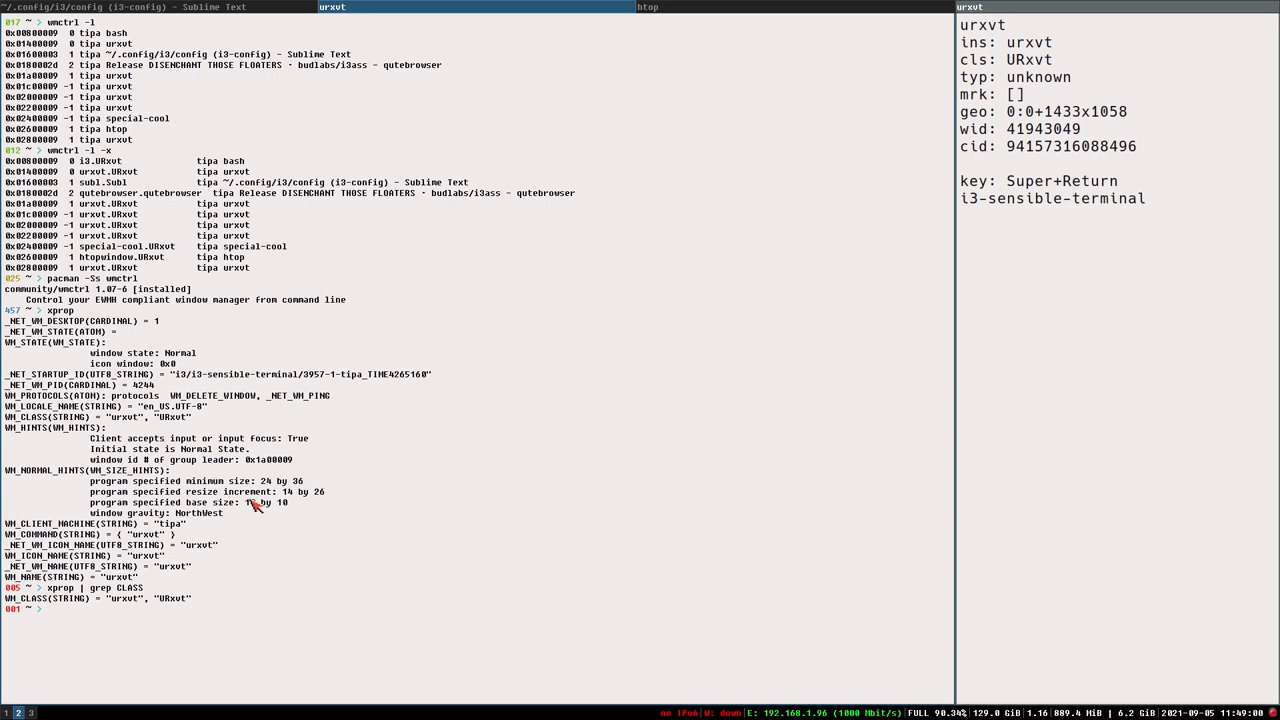 ~/.config/i3/config (i3-config) - Sublime Text
urxvt
htop
urxvt
017 ~ > wmctrl -l
0x00800009  0 tipa bash
0x01400009  0 tipa urxvt
0x01600003  1 tipa ~/.config/i3/config (i3-config) - Sublime Text
0x0180002d  2 tipa Release DISENCHANT THOSE FLOATERS · budlabs/i3ass - qutebrowser
0x01a00009  1 tipa urxvt
0x01c00009 -1 tipa urxvt
0x02000009 -1 tipa urxvt
0x02200009 -1 tipa urxvt
0x02400009 -1 tipa special-cool
0x02600009  1 tipa htop
0x02800009  1 tipa urxvt
012 ~ > wmctrl -l -x
0x00800009  0 i3.URxvt              tipa bash
0x01400009  0 urxvt.URxvt           tipa urxvt
0x01600003  1 subl.Subl             tipa ~/.config/i3/config (i3-config) - Sublime Text
0x0180002d  2 qutebrowser.qutebrowser  tipa Release DISENCHANT THOSE FLOATERS · budlabs/i3ass - qutebrowser
0x01a00009  1 urxvt.URxvt           tipa urxvt
0x01c00009 -1 urxvt.URxvt           tipa urxvt
0x02000009 -1 urxvt.URxvt           tipa urxvt
0x02200009 -1 urxvt.URxvt           tipa urxvt
0x02400009 -1 special-cool.URxvt    tipa special-cool
0x02600009  1 htopwindow.URxvt      tipa htop
0x02800009  1 urxvt.URxvt           tipa urxvt
025 ~ > pacman -Ss wmctrl
community/wmctrl 1.07-6 [installed]
    Control your EWMH compliant window manager from command line
457 ~ > xprop
_NET_WM_DESKTOP(CARDINAL) = 1
_NET_WM_STATE(ATOM) =
WM_STATE(WM_STATE):
                window state: Normal
                icon window: 0x0
_NET_STARTUP_ID(UTF8_STRING) = "i3/i3-sensible-terminal/3957-1-tipa_TIME4265160"
_NET_WM_PID(CARDINAL) = 4244
WM_PROTOCOLS(ATOM): protocols  WM_DELETE_WINDOW, _NET_WM_PING
WM_LOCALE_NAME(STRING) = "en_US.UTF-8"
WM_CLASS(STRING) = "urxvt", "URxvt"
WM_HINTS(WM_HINTS):
                Client accepts input or input focus: True
                Initial state is Normal State.
                window id # of group leader: 0x1a00009
WM_NORMAL_HINTS(WM_SIZE_HINTS):
                program specified minimum size: 24 by 36
                program specified resize increment: 14 by 26
                program specified base size: by 10
                window gravity: NorthWest
WM_CLIENT_MACHINE(STRING) = "tipa"
WM_COMMAND(STRING) = { "urxvt" }
_NET_WM_ICON_NAME(UTF8_STRING) = "urxvt"
WM_ICON_NAME(STRING) = "urxvt"
_NET_WM_NAME(UTF8_STRING) = "urxvt"
WM_NAME(STRING) = "urxvt"
005 ~ > xprop | grep CLASS
WM_CLASS(STRING) = "urxvt", "URxvt"
001 ~ >
urxvt
ins: urxvt
cls: URxvt
typ: unknown
mrk: []
geo: 0:0+1433x1058
wid: 41943049
cid: 94157316088496
key: Super+Return
i3-sensible-terminal
1 2 3
no IPv6|W: down|E: 192.168.1.96 (1000 Mbit/s)|FULL 90.34%|129.0 GiB|1.16|889.4 MiB | 6.2 GiB|2021-09-05 11:49:00